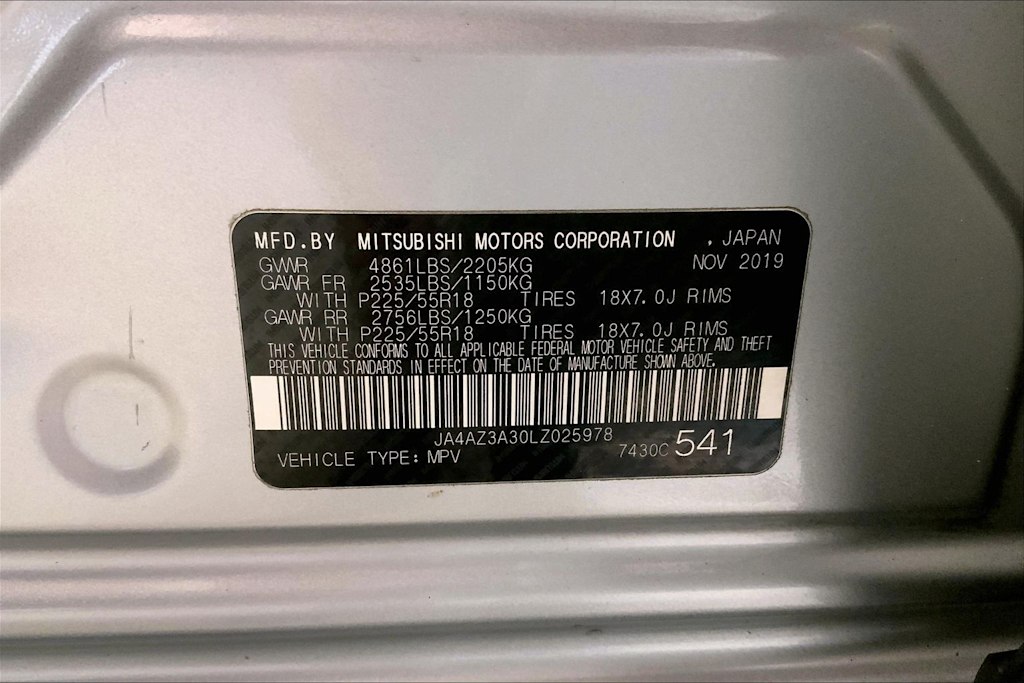 MFD.BY MITSUBISHI MOTORS CORPORATION , JAPAN
GVWR 4861LBS/2205KG NOV 2019
GAWR FR 2535LBS/1150KG
WITH P225/55R18 TIRES 18X7.0J RIMS
GAWR RR 2756LBS/1250KG
WITH P225/55R18 TIRES 18X7.0J RIMS
THIS VEHICLE CONFORMS TO ALL APPLICABLE FEDERAL MOTOR VEHICLE SAFETY AND THEFT
PREVENTION STANDARDS IN EFFECT ON THE DATE OF MANUFACTURE SHOWN ABOVE.
JA4AZ3A30LZ025978
VEHICLE TYPE: MPV 7430C 541